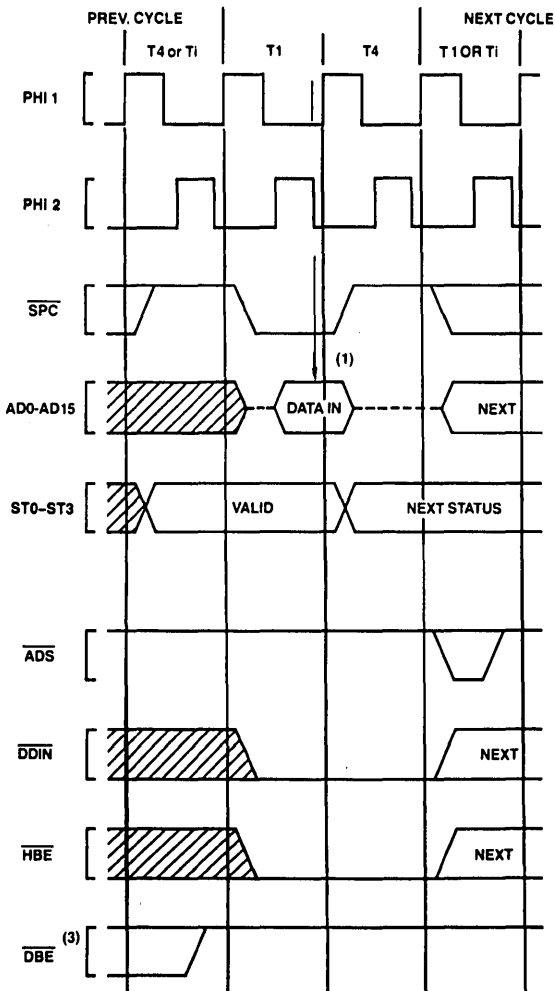 PREV. CYCLE NEXT CYCLE
T4 or Ti T1 T4 T1 OR Ti
PHI 1
PHI 2
SPC
(1)
AD0-AD15 DATA IN NEXT
ST0–ST3 VALID NEXT STATUS
ADS
DDIN NEXT
HBE NEXT
DBE (3)